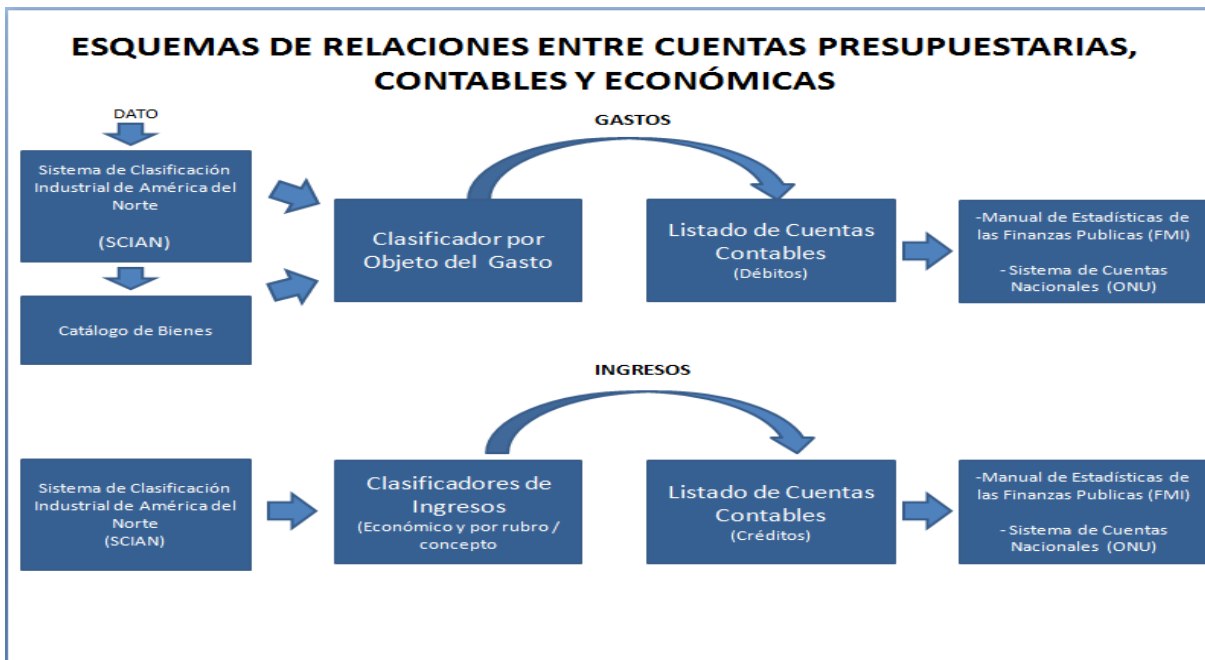 ESQUEMAS DE RELACIONES ENTRE CUENTAS PRESUPUESTARIAS,
CONTABLES Y ECONÓMICAS
DATO
GASTOS
Sistema de Clasificación
Industrial de América del
Norte
(SCIAN)
Catálogo de Bienes
Clasificador por
Objeto del Gasto
Listado de Cuentas
Contables
(Débitos)
-Manual de Estadísticas de
las Finanzas Publicas (FMI)
- Sistema de Cuentas
Nacionales (ONU)
INGRESOS
Sistema de Clasificación
Industrial de América del
Norte
(SCIAN)
Clasificadores de
Ingresos
(Económico y por rubro /
concepto
Listado de Cuentas
Contables
(Créditos)
-Manual de Estadísticas de
las Finanzas Publicas (FMI)
- Sistema de Cuentas
Nacionales (ONU)